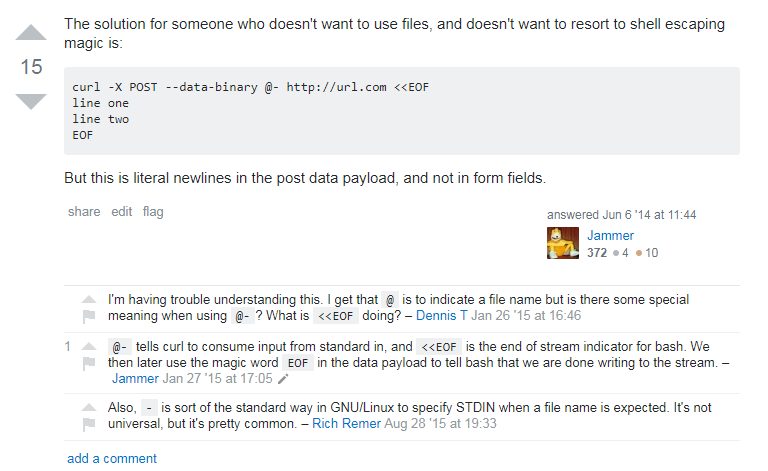 The solution for someone who doesn't want to use files, and doesn't want to resort to shell escaping
magic is:
15
curl -X POST --data-binary @- http://url.com <<EOF
line one
line two
EOF
But this is literal newlines in the post data payload, and not in form fields.
share edit flag
answered Jun 6 '14 at 11:44
Jammer
372 ●4 ●10
I'm having trouble understanding this. I get that @ is to indicate a file name but is there some special
meaning when using @- ? What is <<EOF doing? – Dennis T Jan 26 '15 at 16:46
1 @- tells curl to consume input from standard in, and <<EOF is the end of stream indicator for bash. We
then later use the magic word EOF in the data payload to tell bash that we are done writing to the stream. –
Jammer Jan 27 '15 at 17:05
Also, - is sort of the standard way in GNU/Linux to specify STDIN when a file name is expected. It's not
universal, but it's pretty common. – Rich Remer Aug 28 '15 at 19:33
add a comment